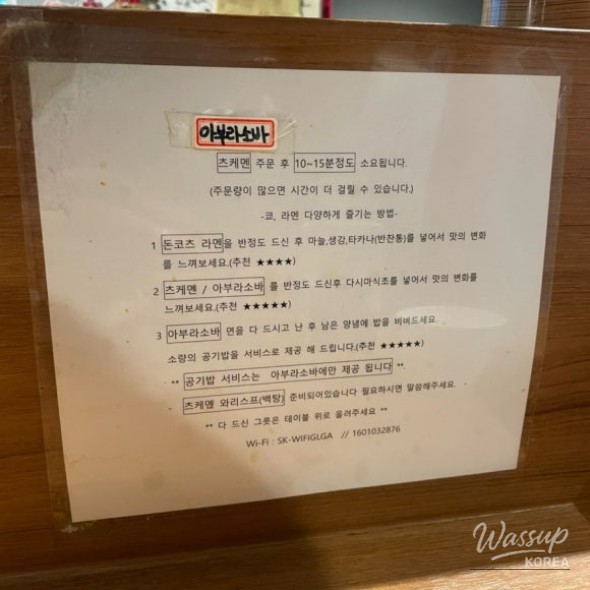 아부라소바
츠케멘 주문 후 10~15분정도 소요됩니다.
(주문량이 많으면 시간이 더 걸릴 수 있습니다.)
-쿄, 라멘 다양하게 즐기는 방법-
1 돈코츠 라멘을 반정도 드신 후 마늘,생강,타카나(반찬통)를 넣어서 맛의 변화
를 느껴보세요.(추천 ★★★★)
2 츠케멘 / 아부라소바 를 반정도 드신후 다시마식초를 넣어서 맛의 변화를
느껴보세요.(추천 ★★★★★)
3 아부라소바 면을 다 드시고 난 후 남은 양념에 밥을 비벼드세요.
소량의 공기밥을 서비스로 제공 해 드립니다.(추천 ★★★★★)
** 공기밥 서비스는 아부라소바에만 제공 됩니다 **
츠케멘 와리스프(백탕) 준비되어있습니다 필요하시면 말씀해주세요.
** 다 드신 그릇은 테이블 위로 올려주세요 **
Wi-Fi : SK-WIFIGLGA // 1601032876
Wassup
KOREA